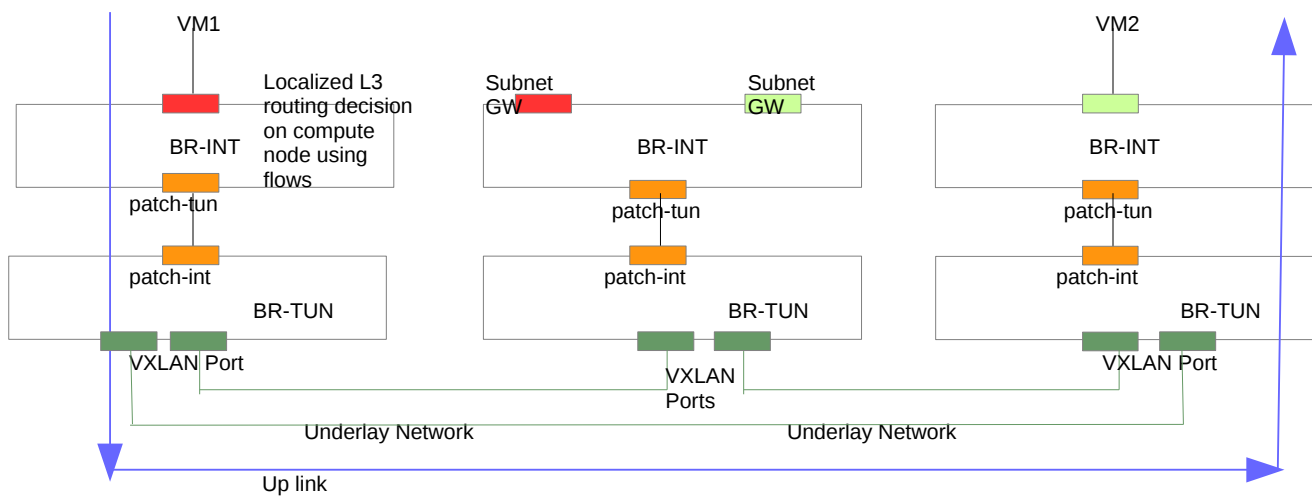 VM1
VM2
Localized L3
routing decision
on compute
node using
flows
Subnet
GW
Subnet
GW
BR-INT
BR-INT
BR-INT
patch-tun
patch-tun
patch-tun
patch-int
patch-int
patch-int
BR-TUN
BR-TUN
BR-TUN
VXLAN Port
VXLAN
Ports
VXLAN Port
Underlay Network
Underlay Network
Up link